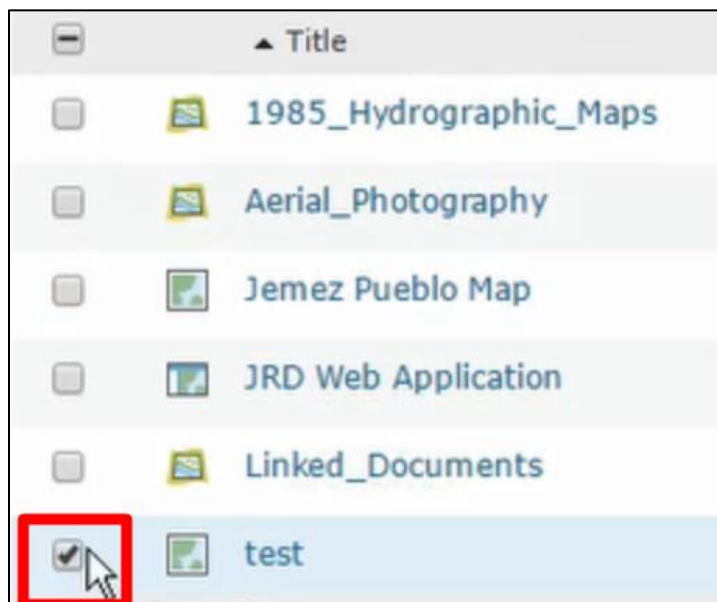 Title
1985_Hydrographic_Maps
Aerial_Photography
Jemez Pueblo Map
JRD Web Application
Linked_Documents
test